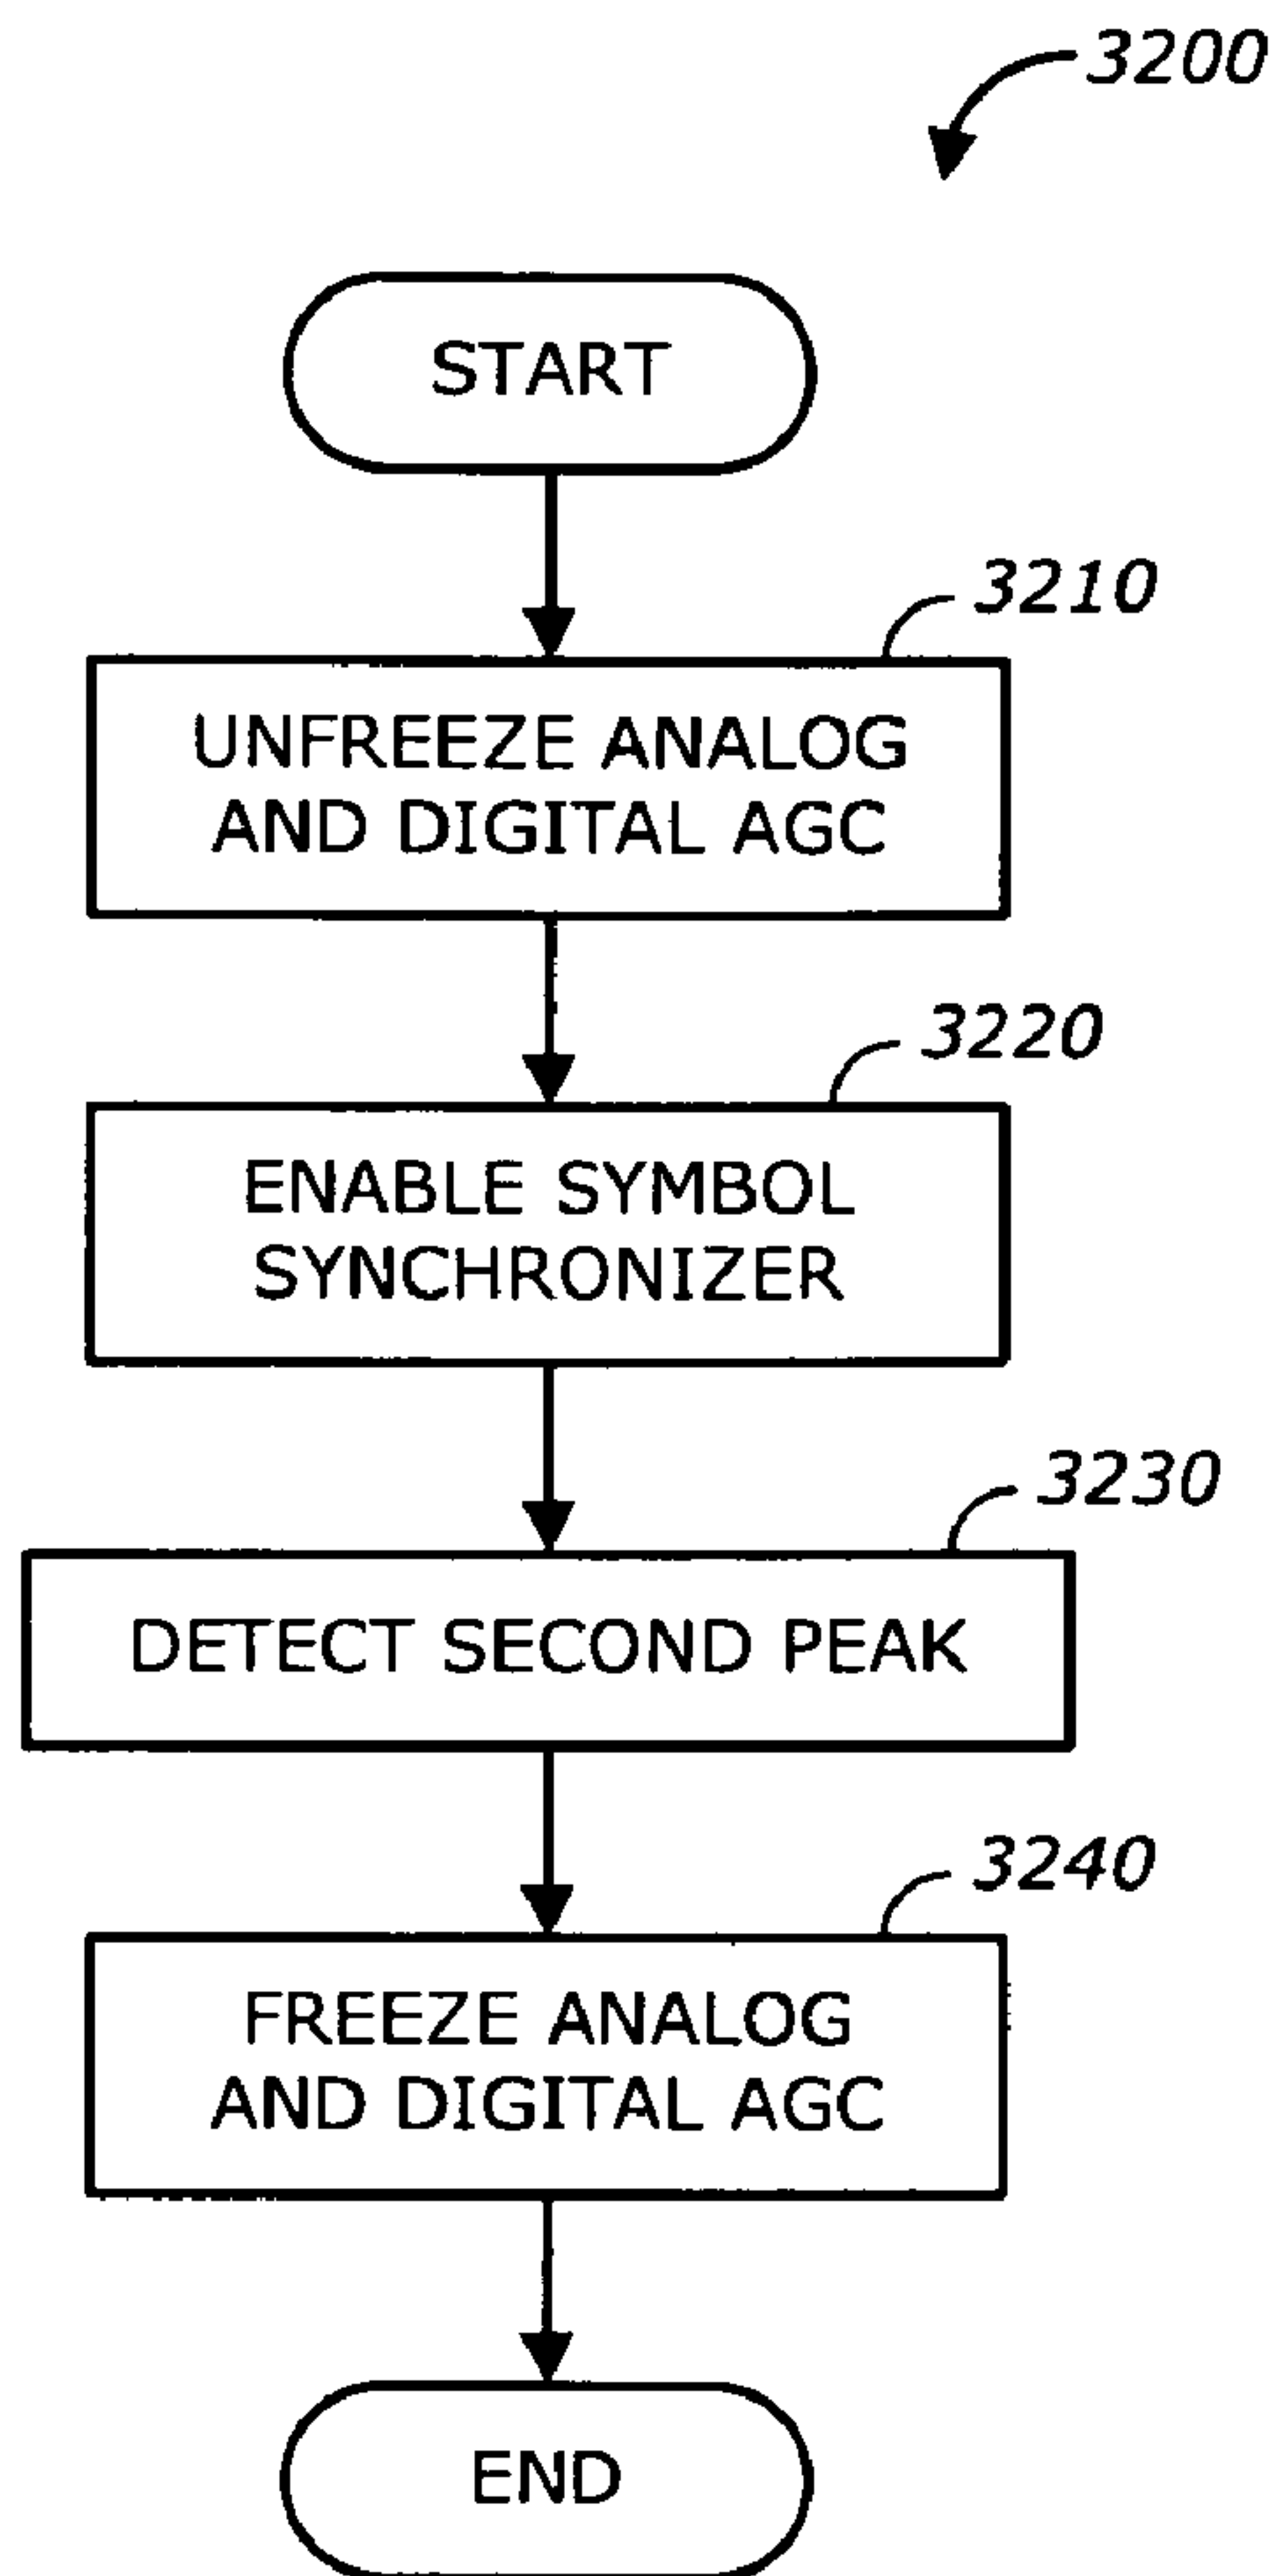 3200
START
3210
UNFREEZE ANALOG
AND DIGITAL AGC
3220
ENABLE SYMBOL
SYNCHRONIZER
3230
DETECT SECOND PEAK
3240
FREEZE ANALOG
AND DIGITAL AGC
END